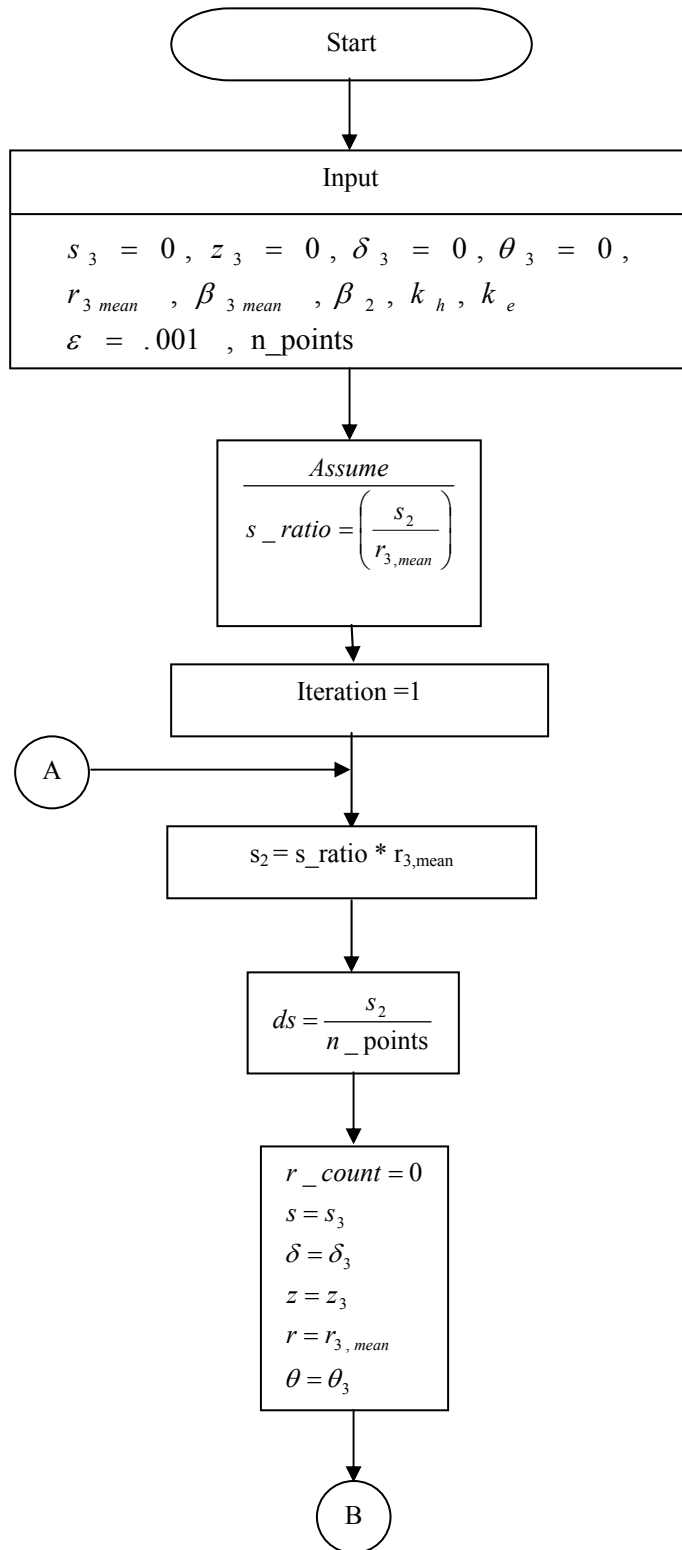 Start
Input
s₃ = 0 , z₃ = 0 , δ₃ = 0 , θ₃ = 0 ,
r₃ mean , β₃ mean , β₂ , kₕ , kₑ
ε = .001 , n_points
Assume
s_ratio = (s₂ / r₃,mean)
Iteration =1
A
s₂ = s_ratio * r₃,mean
ds = s₂ / n_points
r_count = 0
s = s₃
δ = δ₃
z = z₃
r = r₃,mean
θ = θ₃
B